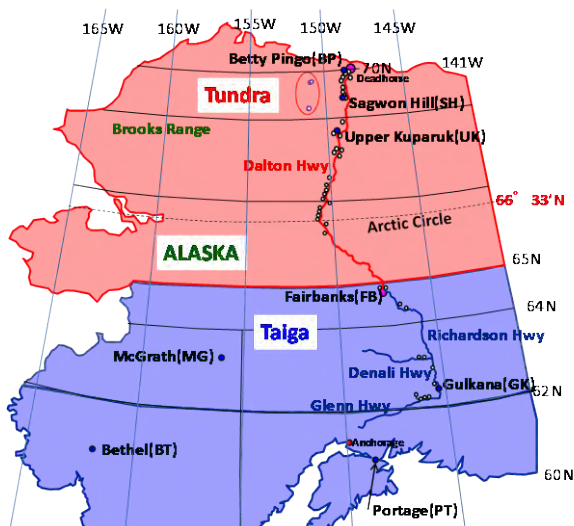 165W
160W
155W
150W
145W
141W
Betty Pingo(BP)
70N
Deadhorse
Tundra
Sagwon Hill(SH)
Brooks Range
Upper Kuparuk(UK)
Dalton Hwy
66° 33'N
Arctic Circle
ALASKA
65N
Fairbanks(FB)
64N
Taiga
Richardson Hwy
McGrath(MG)
Denali Hwy
Gulkana(GK)
62N
Glenn Hwy
Anchorage
Bethel(BT)
60N
Portage(PT)